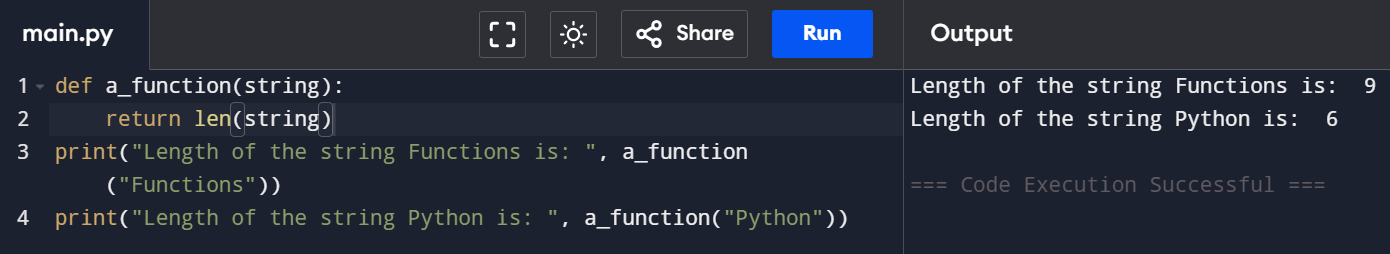 main.py
Share
Run
Output
1 def a_function(string):
2     return len(string)
3 print("Length of the string Functions is: ", a_function
    ("Functions"))
4 print("Length of the string Python is: ", a_function("Python"))
Length of the string Functions is:  9
Length of the string Python is:  6
=== Code Execution Successful ===